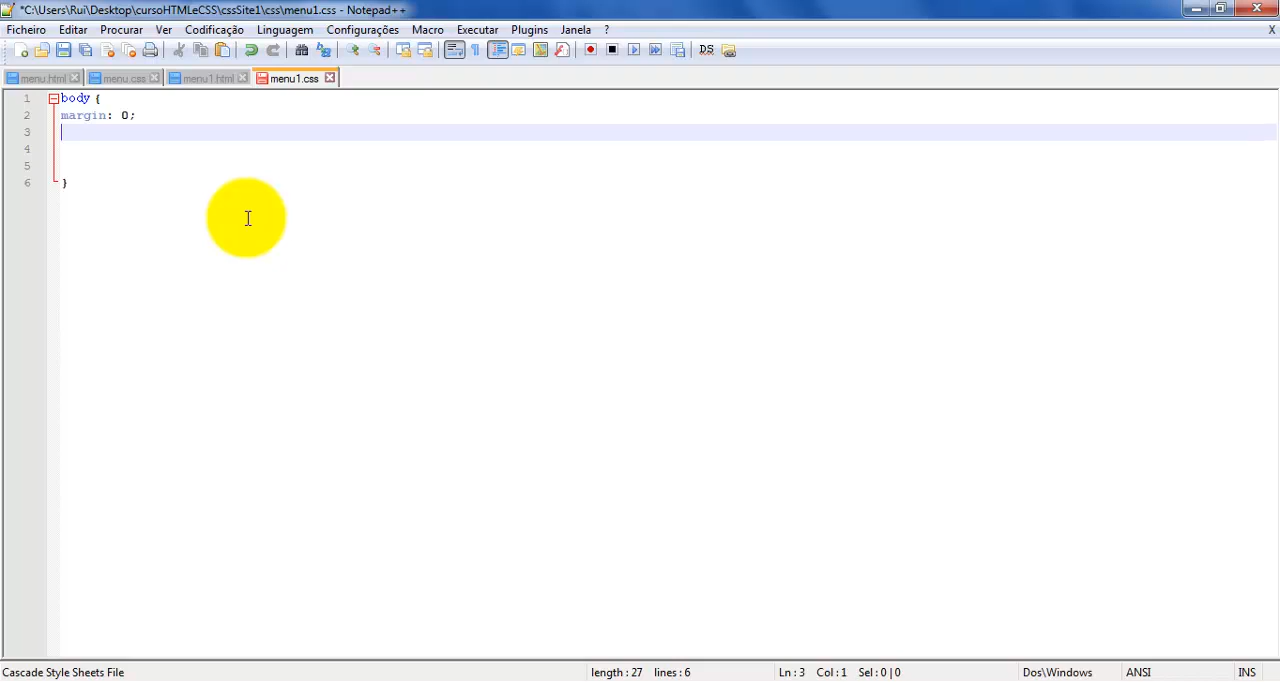 *C:\Users\Rui\Desktop\cursoHTMLeCSS\cssSite1\css\menu1.css - Notepad++
Ficheiro Editar Procurar Ver Codificação Linguagem Configurações Macro Executar Plugins Janela ? X
DS
menu.html menu.css menu1.html menu1.css
1 body {
2 margin: 0;
3
4
5
6 }
Cascade Style Sheets File length : 27 lines : 6 Ln : 3 Col : 1 Sel : 0 | 0 Dos\Windows ANSI INS